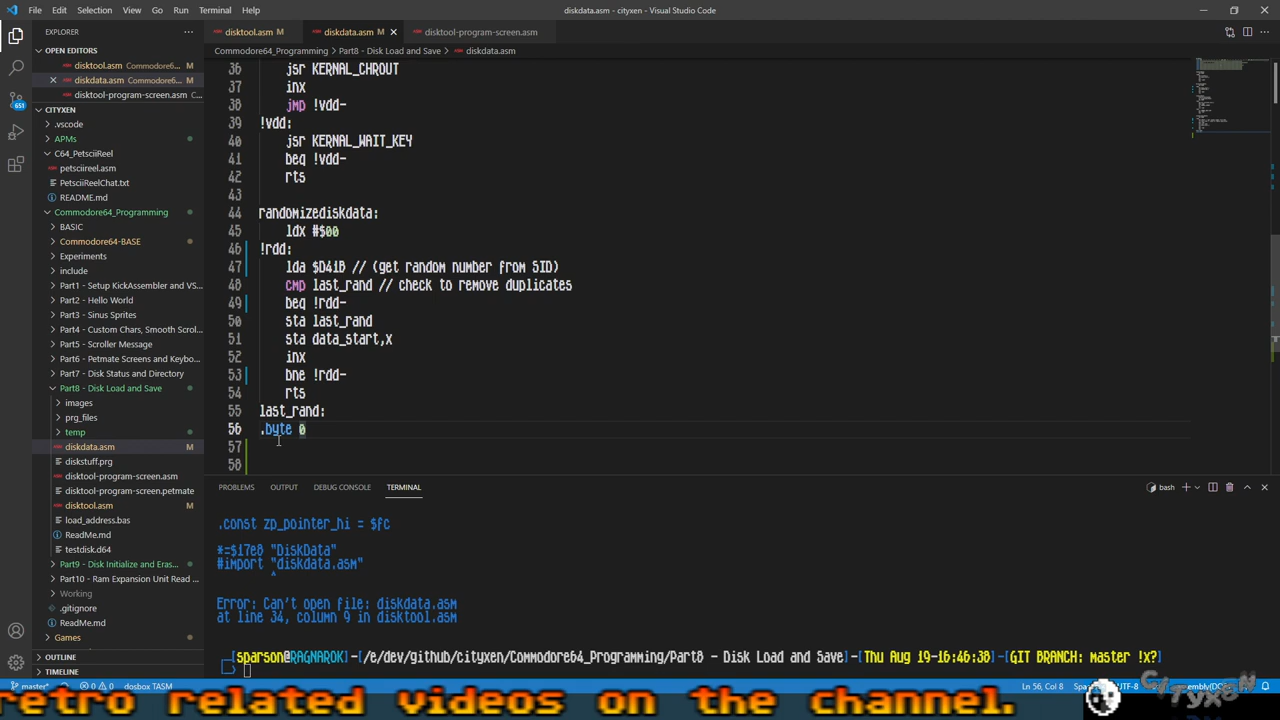 File Edit Selection View Go Run Terminal Help
diskdata.asm - cityxen - Visual Studio Code
EXPLORER
disktool.asm M
diskdata.asm M
disktool-program-screen.asm
Commodore64_Programming > Part8 - Disk Load and Save > diskdata.asm
OPEN EDITORS
disktool.asm Commodore6... M
diskdata.asm Commodore6... M
disktool-program-screen.asm
CITYXEN
.vscode
APMs
C64_PetsciiReel
petsciireel.asm
PetsciiReelChat.txt
README.md
Commodore64_Programming
BASIC
Commodore64-BASE
Experiments
include
Part1 - Setup KickAssembler and VS...
Part2 - Hello World
Part3 - Sinus Sprites
Part4 - Custom Chars, Smooth Scrol...
Part5 - Scroller Message
Part6 - Petmate Screens and Keybo...
Part7 - Disk Status and Directory
Part8 - Disk Load and Save
images
prg_files
temp
diskdata.asm M
diskstuff.prg
disktool-program-screen.asm
disktool-program-screen.petmate
disktool.asm M
load_address.bas
ReadMe.md
testdisk.d64
Part9 - Disk Initialize and Eras...
Part10 - Ram Expansion Unit Read ...
Working
.gitignore
ReadMe.md
Games
OUTLINE
TIMELINE
651
36 jsr KERNAL_CHROUT
37 inx
38 jmp !vdd-
39 !vdd:
40 jsr KERNAL_WAIT_KEY
41 beq !vdd-
42 rts
43
44 randomizediskdata:
45 ldx #$00
46 !rdd:
47 lda $D41B // (get random number from SID)
48 cmp last_rand // check to remove duplicates
49 beq !rdd-
50 sta last_rand
51 sta data_start,x
52 inx
53 bne !rdd-
54 rts
55 last_rand:
56 .byte 0
57
58
PROBLEMS OUTPUT DEBUG CONSOLE TERMINAL
bash
.const zp_pointer_hi = $fc
*=$17e8 "DiskData"
#import "diskdata.asm"
^
Error: Can't open file: diskdata.asm
at line 34, column 9 in disktool.asm
[sparson@RAGNAROK]-[/e/dev/github/cityxen/Commodore64_Programming/Part8 - Disk Load and Save]-[Thu Aug 19-16:46:38]-[GIT BRANCH: master !x?]
master* 0 0 dosbox TASM
Ln 56, Col 8
retro related videos on the channel.
CityXen